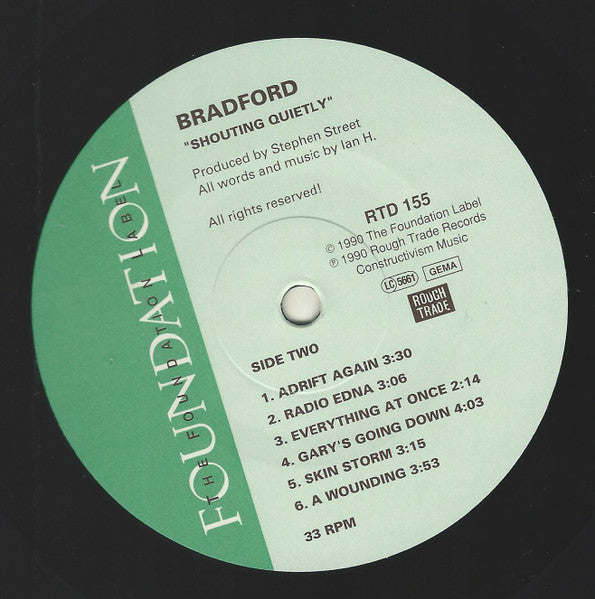 BRADFORD
"SHOUTING QUIETLY"
Produced by Stephen Street
All words and music by Ian H.
All rights reserved!
RTD 155
© 1990 The Foundation Label
℗ 1990 Rough Trade Records
Constructivism Music
LC 5661 GEMA
ROUGH
TRADE
FOUNDATION
THE FOUNDATION LABEL
SIDE TWO
1. ADRIFT AGAIN 3:30
2. RADIO EDNA 3:06
3. EVERYTHING AT ONCE 2:14
4. GARY'S GOING DOWN 4:03
5. SKIN STORM 3:15
6. A WOUNDING 3:53
33 RPM